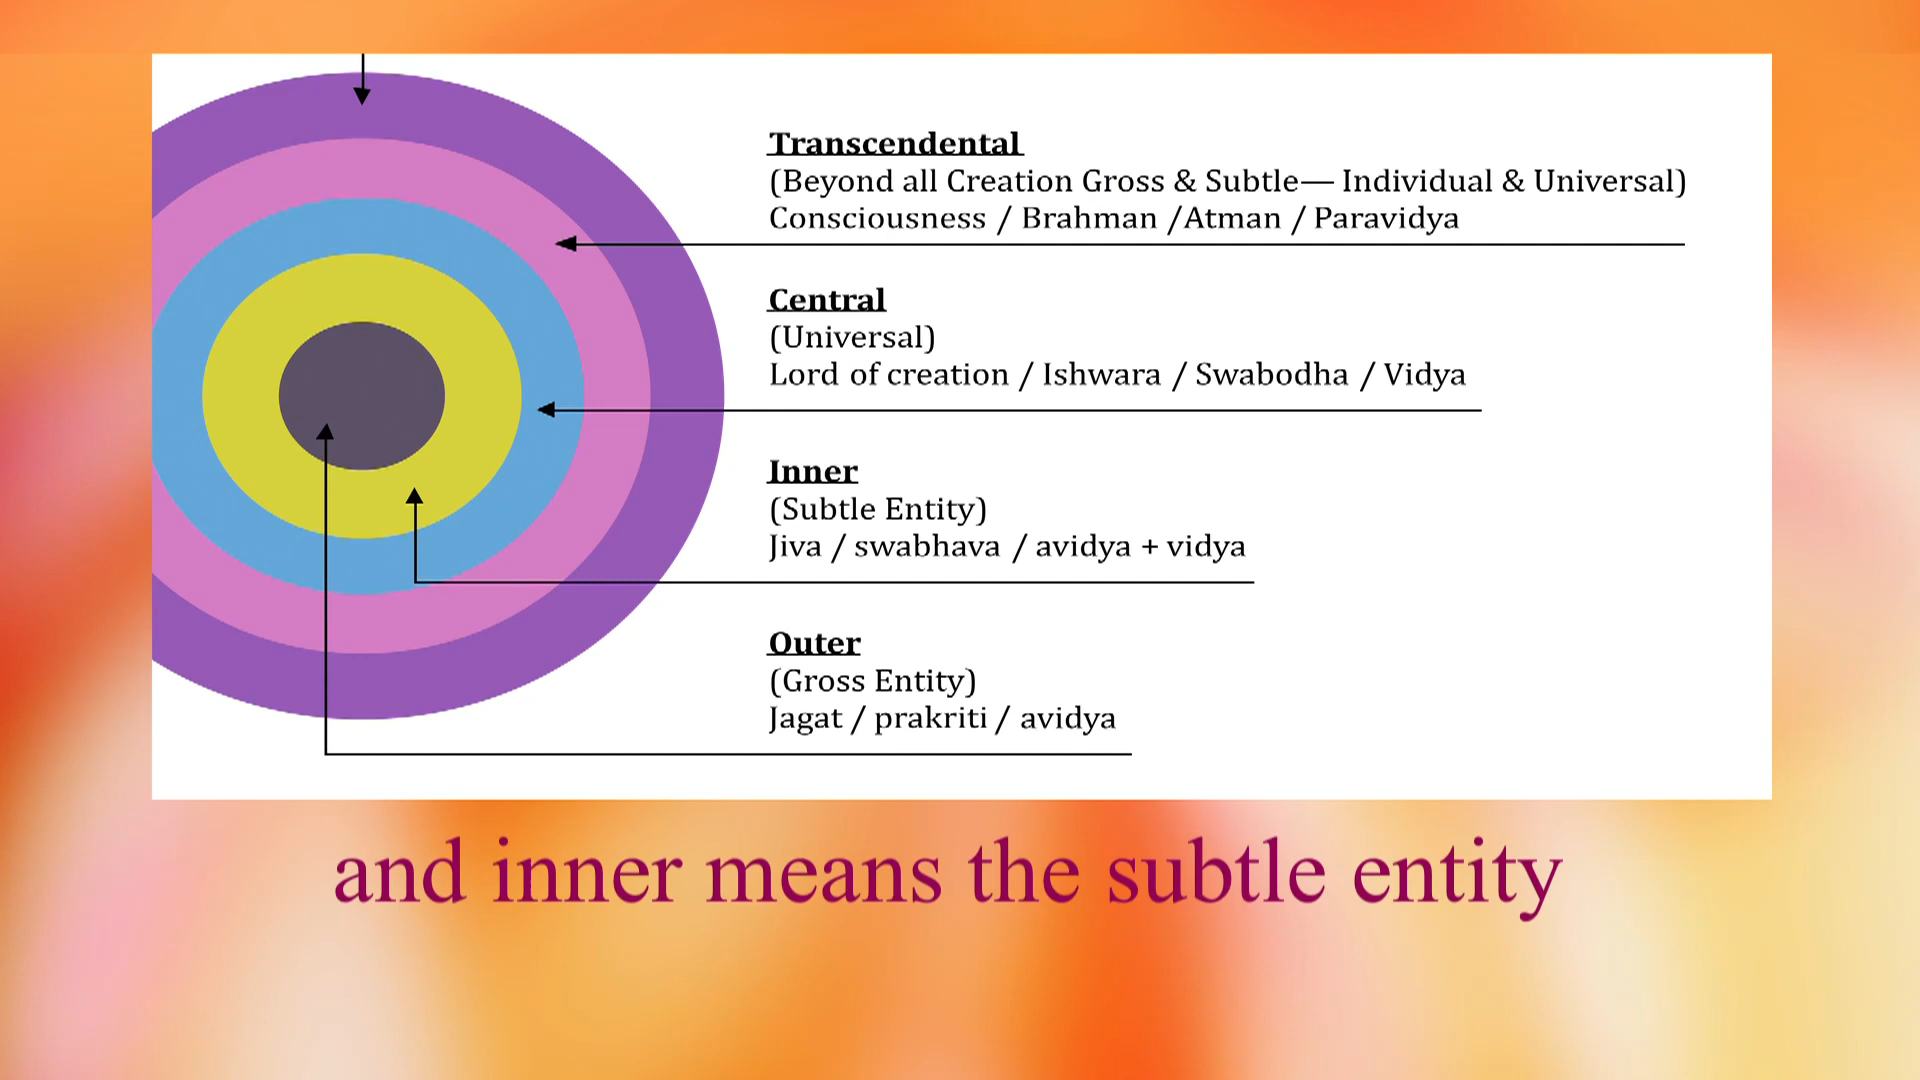 Transcendental
(Beyond all Creation Gross & Subtle— Individual & Universal)
Consciousness / Brahman /Atman / Paravidya
Central
(Universal)
Lord of creation / Ishwara / Swabodha / Vidya
Inner
(Subtle Entity)
Jiva / swabhava / avidya + vidya
Outer
(Gross Entity)
Jagat / prakriti / avidya
and inner means the subtle entity